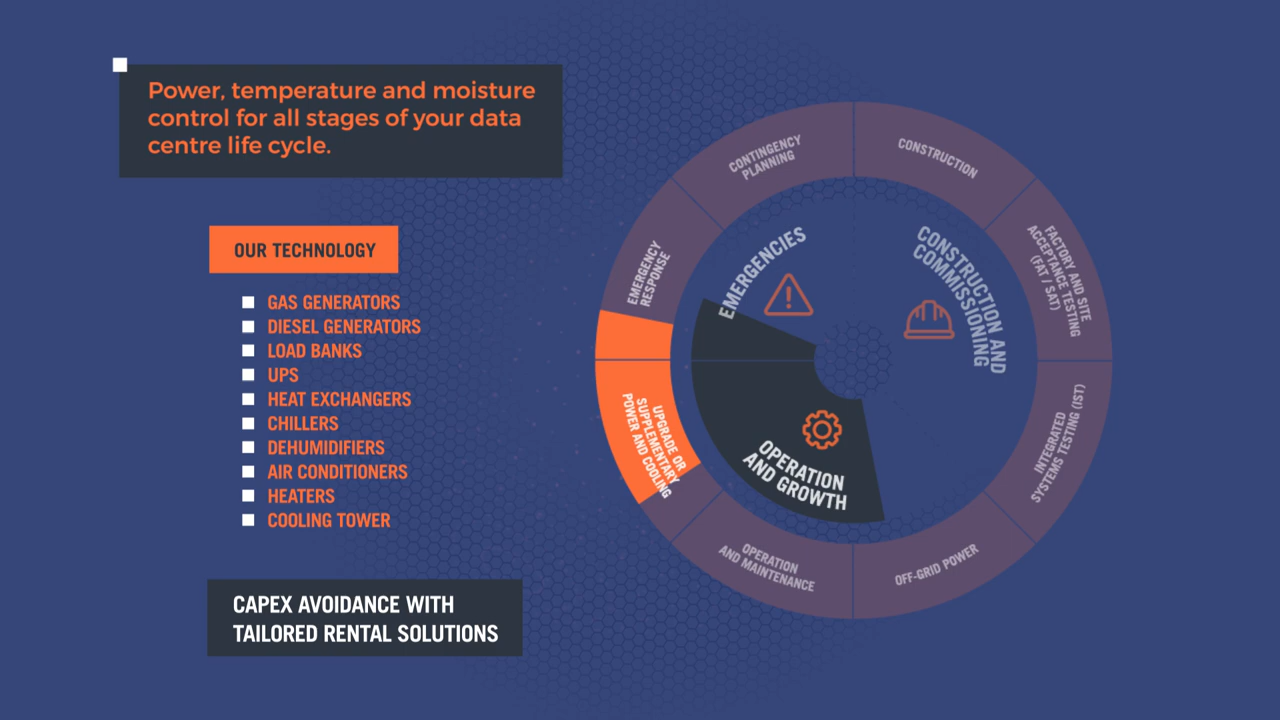 Power, temperature and moisture
control for all stages of your data
centre life cycle.
OUR TECHNOLOGY
GAS GENERATORS
DIESEL GENERATORS
LOAD BANKS
UPS
HEAT EXCHANGERS
CHILLERS
DEHUMIDIFIERS
AIR CONDITIONERS
HEATERS
COOLING TOWER
CAPEX AVOIDANCE WITH
TAILORED RENTAL SOLUTIONS
CONTINGENCY
PLANNING
CONSTRUCTION
FACTORY AND SITE
ACCEPTANCE TESTING
(FAT / SAT)
INTEGRATED
SYSTEMS TESTING (IST)
OFF-GRID POWER
OPERATION
AND MAINTENANCE
UPGRADE OR
SUPPLEMENTARY
POWER AND COOLING
EMERGENCY
RESPONSE
EMERGENCIES
CONSTRUCTION AND
COMMISSIONING
OPERATION
AND GROWTH